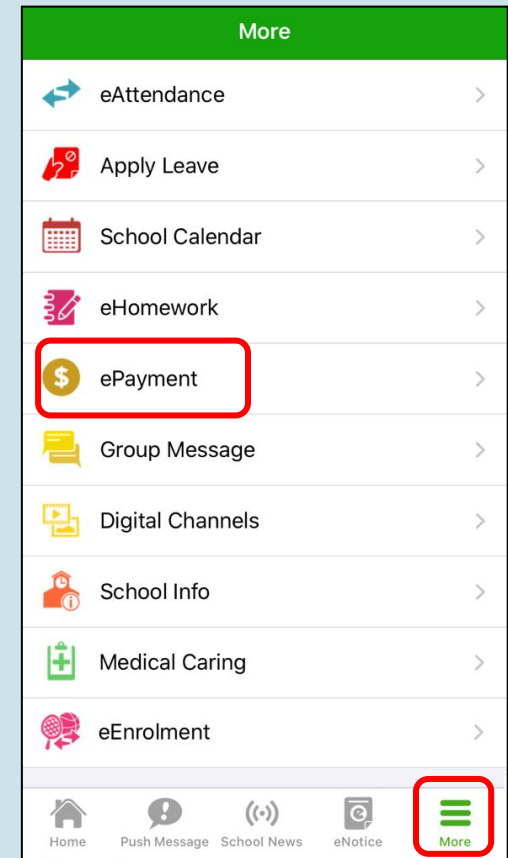 More
eAttendance
Apply Leave
School Calendar
eHomework
$ ePayment
Group Message
Digital Channels
School Info
Medical Caring
eEnrolment
Home Push Message School News eNotice More